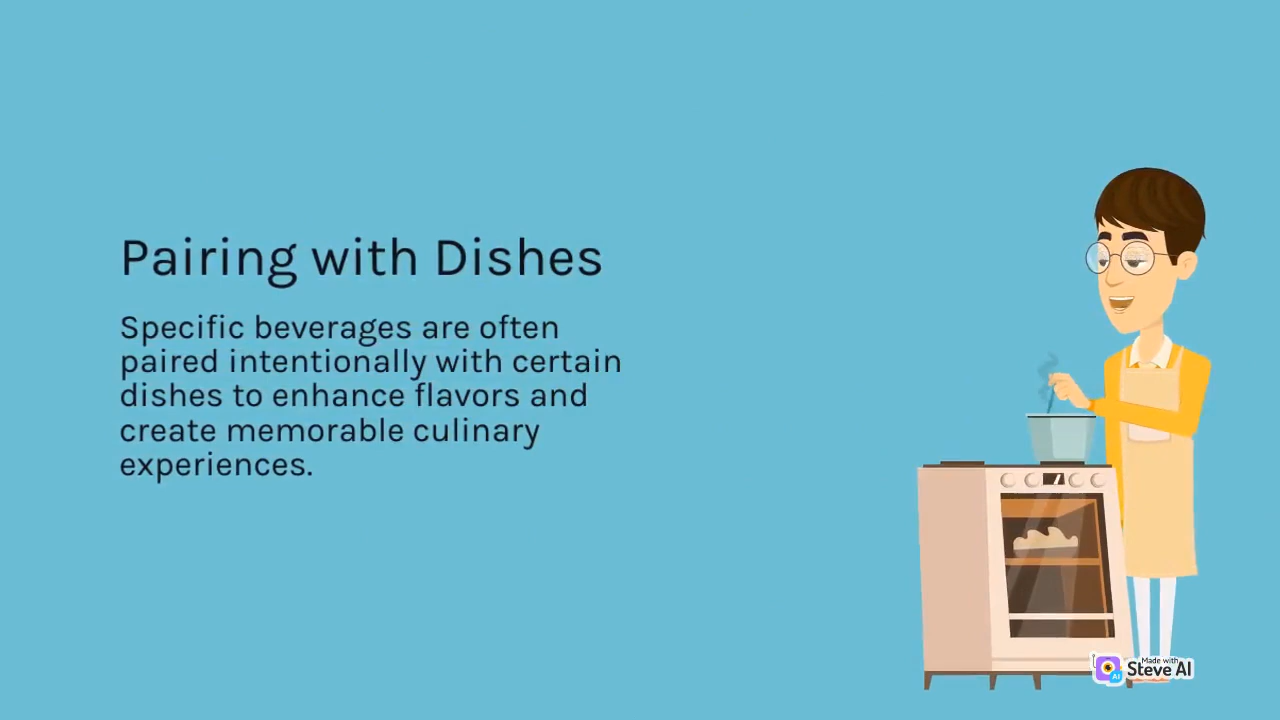 Pairing with Dishes
Specific beverages are often
paired intentionally with certain
dishes to enhance flavors and
create memorable culinary
experiences.
Made with
Steve AI
AI